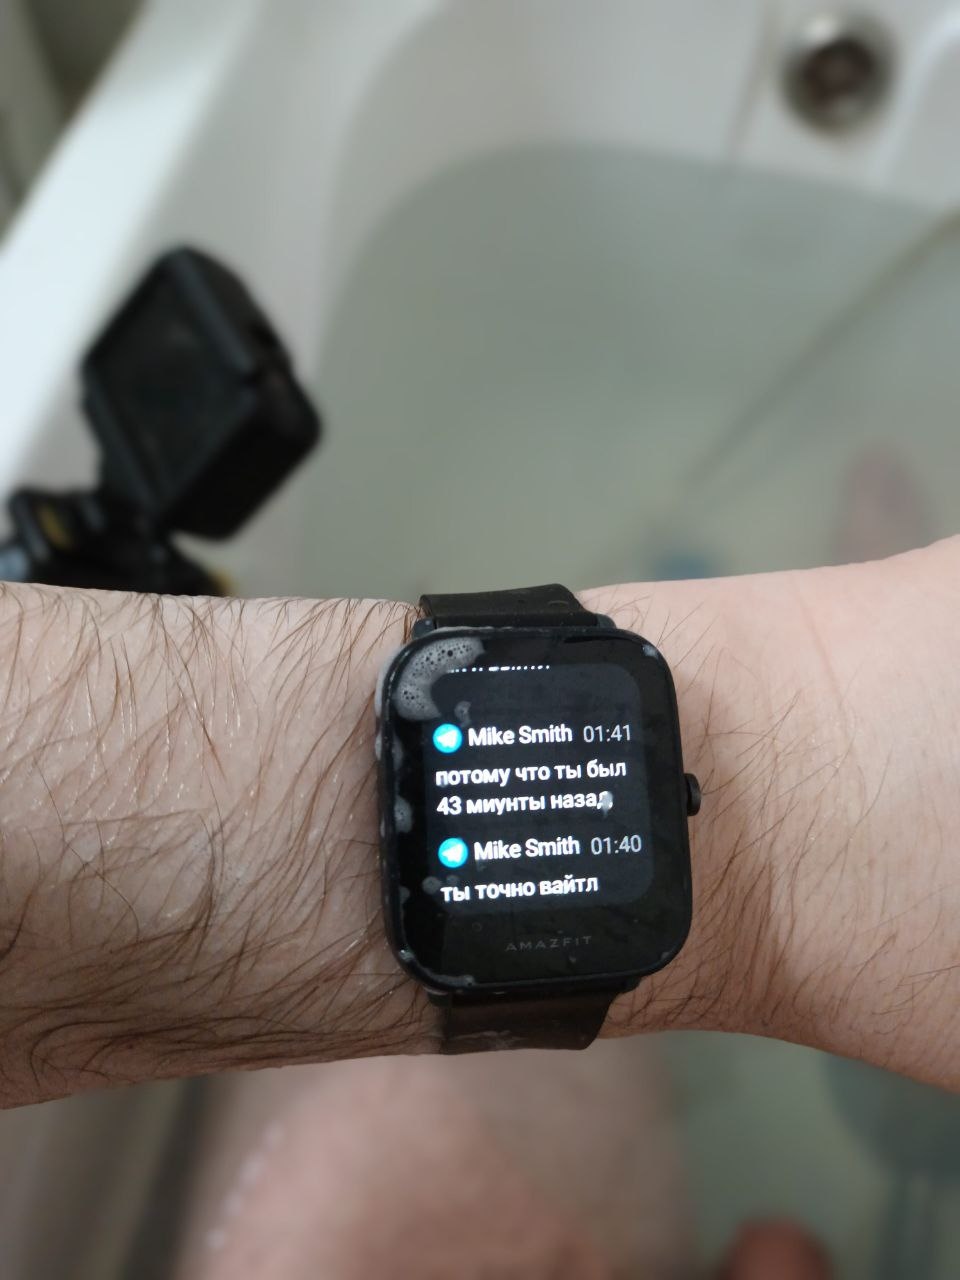 Mike Smith 01:41
потому что ты был
43 миунты назад
Mike Smith 01:40
ты точно вайтл
AMAZFIT